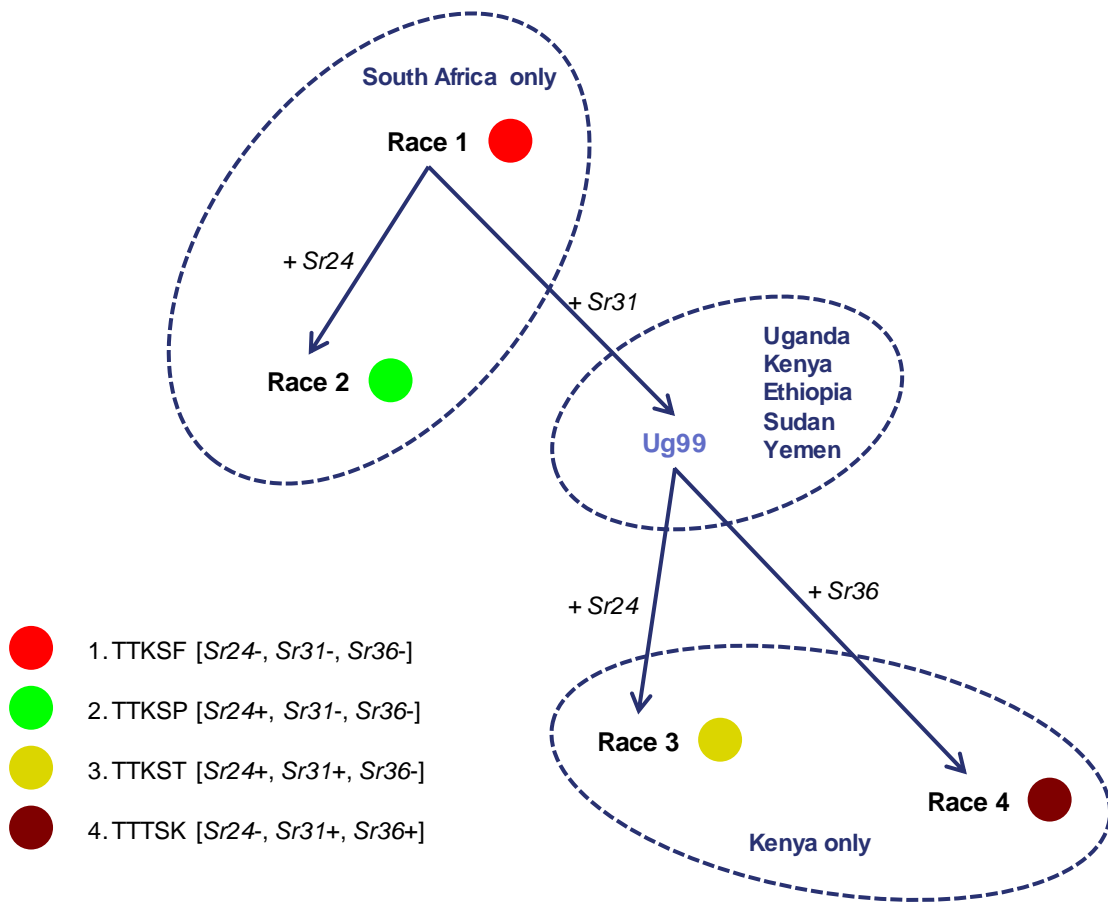 South Africa only
Race 1
+ Sr24
+ Sr31
Race 2
Uganda
Kenya
Ethiopia
Sudan
Yemen
Ug99
+ Sr24
+ Sr36
1. TTKSF [Sr24-, Sr31-, Sr36-]
2. TTKSP [Sr24+, Sr31-, Sr36-]
3. TTKST [Sr24+, Sr31+, Sr36-]
4. TTTSK [Sr24-, Sr31+, Sr36+]
Race 3
Race 4
Kenya only